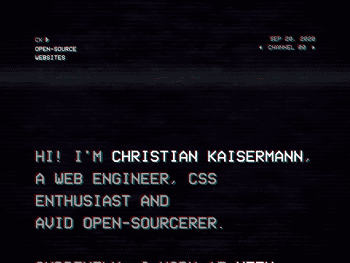 CK
OPEN-SOURCE
WEBSITES
SEP 20, 2020
CHANNEL 00
HI! I'M CHRISTIAN KAISERMANN,
A WEB ENGINEER, CSS
ENTHUSIAST AND
AVID OPEN-SOURCERER.